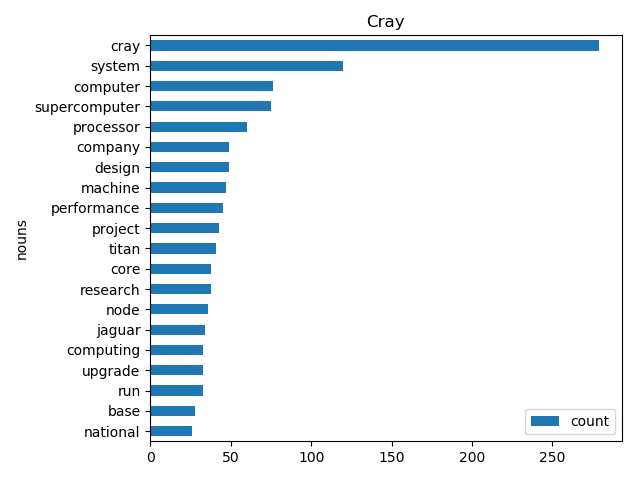 Cray
nouns
cray
system
computer
supercomputer
processor
company
design
machine
performance
project
titan
core
research
node
jaguar
computing
upgrade
run
base
national
count
0 50 100 150 200 250